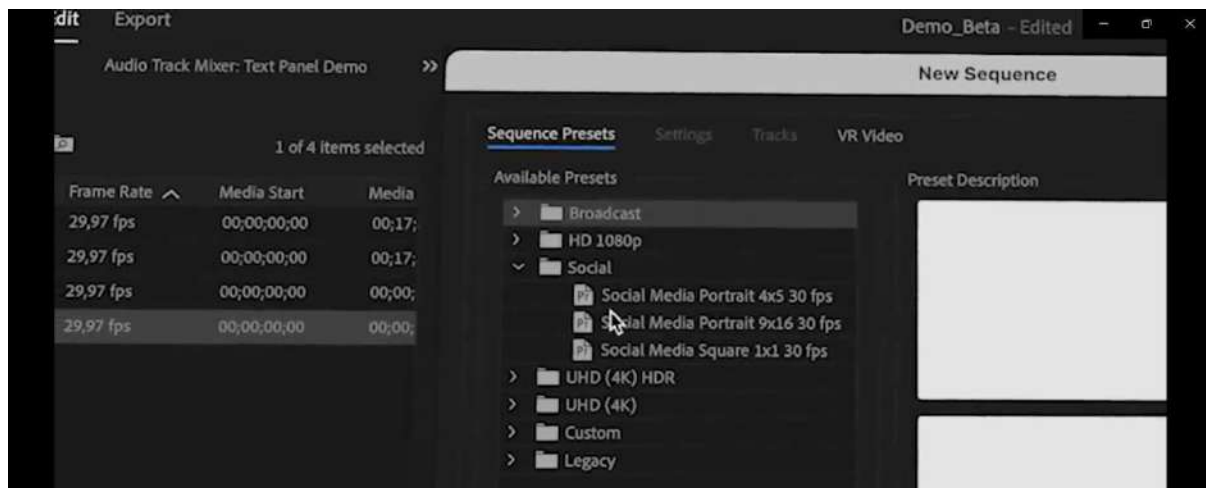 Edit Export
Demo_Beta - Edited
Audio Track Mixer: Text Panel Demo
New Sequence
Sequence Presets Settings Tracks VR Video
1 of 4 items selected
Available Presets
Preset Description
Frame Rate Media Start Media
29,97 fps 00;00;00;00 00;17;
29,97 fps 00;00;00;00 00;17;
29,97 fps 00;00;00;00 00;00;
29,97 fps 00;00;00;00 00;00;
Broadcast
HD 1080p
Social
Social Media Portrait 4x5 30 fps
Social Media Portrait 9x16 30 fps
Social Media Square 1x1 30 fps
UHD (4K) HDR
UHD (4K)
Custom
Legacy